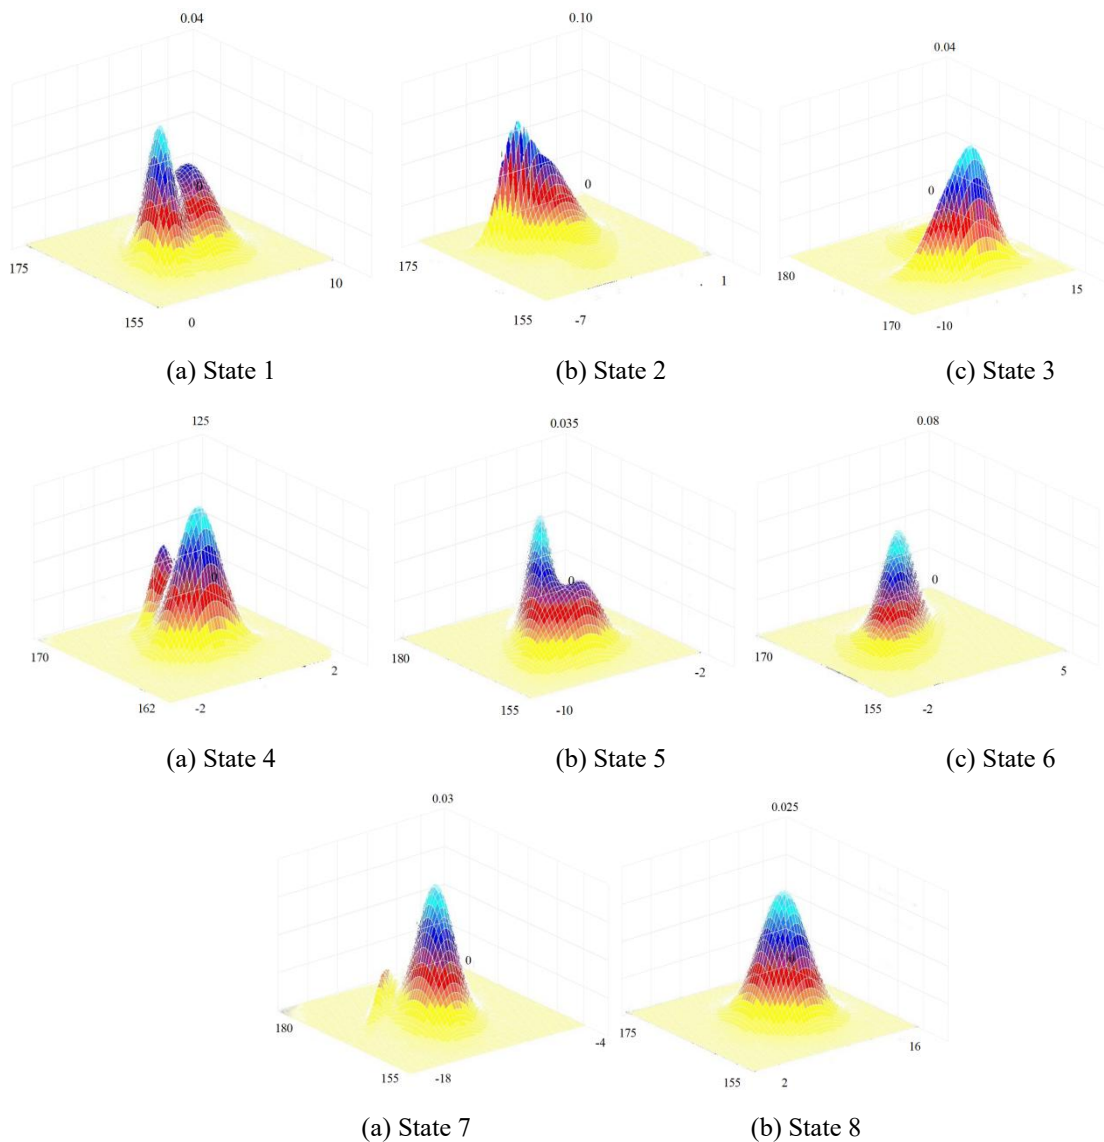 0.04 0.10 0.04
0 0 0
175 10 175 1 180 15
155 0 155 -7 170 -10
(a) State 1 (b) State 2 (c) State 3
125 0.035 0.08
0 0 0
170 2 180 -2 170 5
162 -2 155 -10 155 -2
(a) State 4 (b) State 5 (c) State 6
0.03 0.025
0 0
180 -4 175 16
155 -18 155 2
(a) State 7 (b) State 8